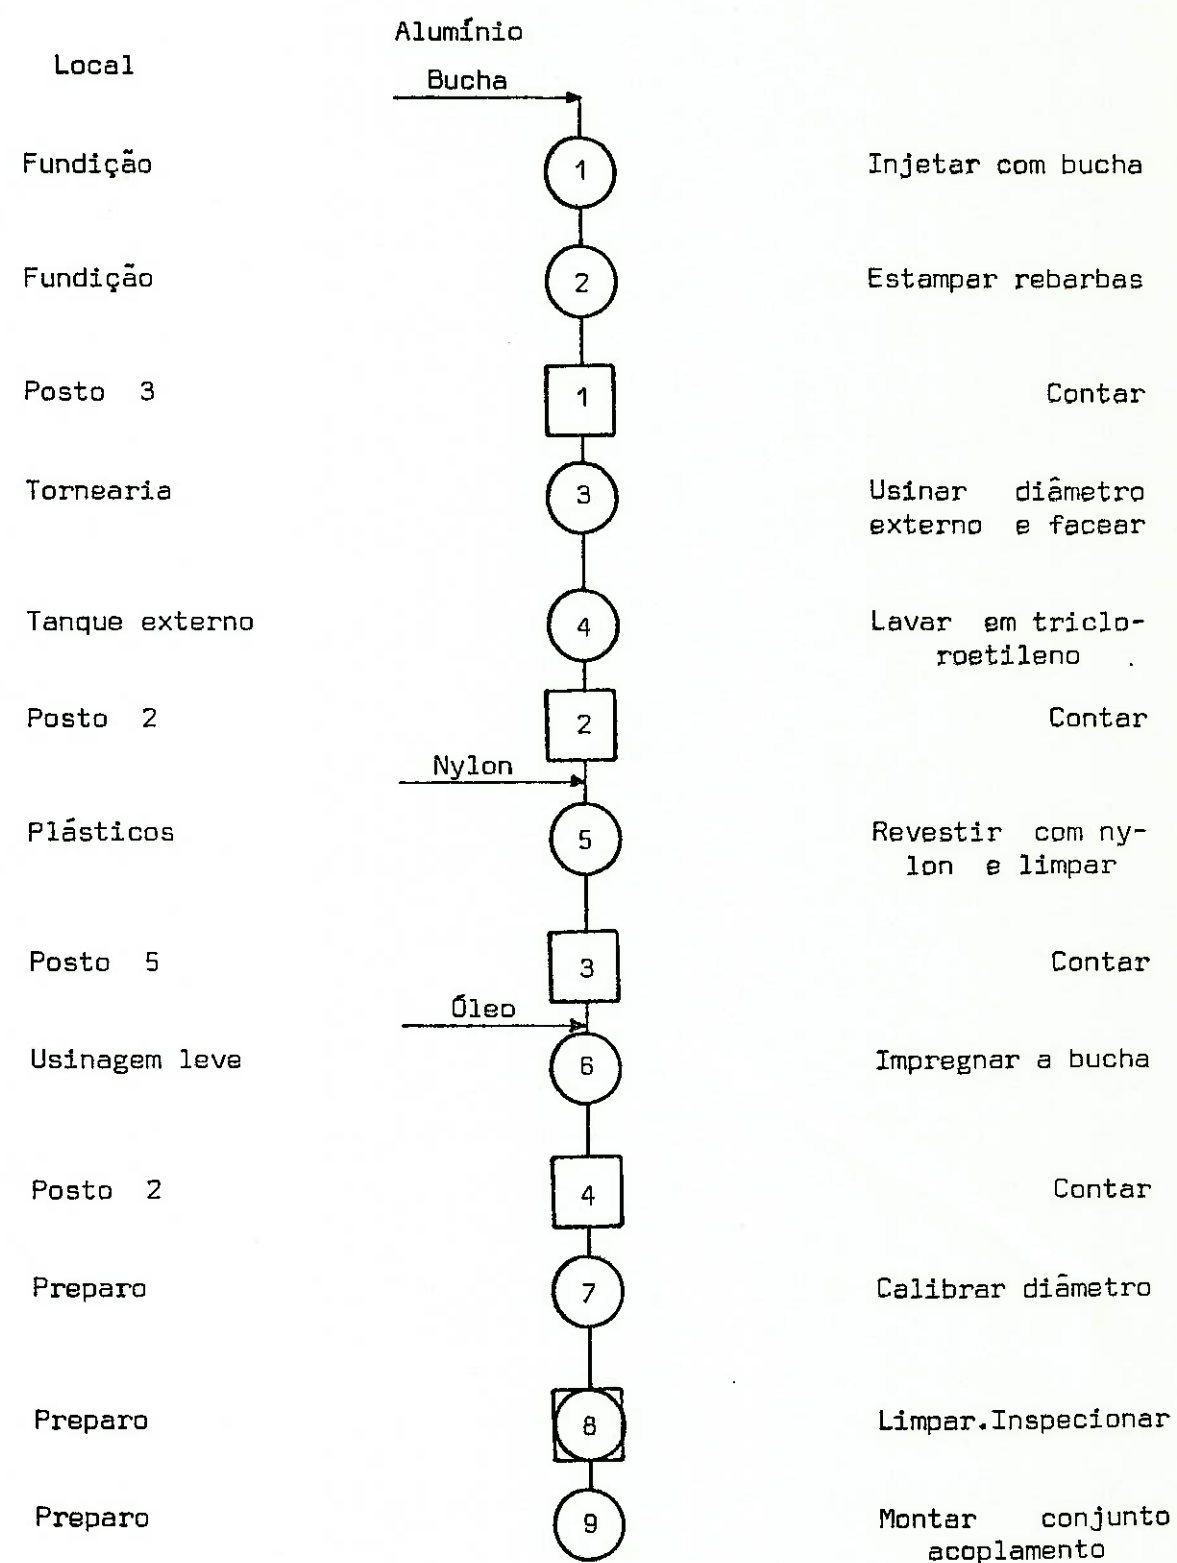 Alumínio
Local
Bucha
Fundição 1 Injetar com bucha
Fundição 2 Estampar rebarbas
Posto 3 1 Contar
Tornearia 3 Usinar diâmetro
externo e facear
Tanque externo 4 Lavar em triclo-
roetileno
Posto 2 2 Contar
Nylon
Plásticos 5 Revestir com ny-
lon e limpar
Posto 5 3 Contar
Óleo
Usinagem leve 6 Impregnar a bucha
Posto 2 4 Contar
Preparo 7 Calibrar diâmetro
Preparo 8 Limpar.Inspecionar
Preparo 9 Montar conjunto
acoplamento